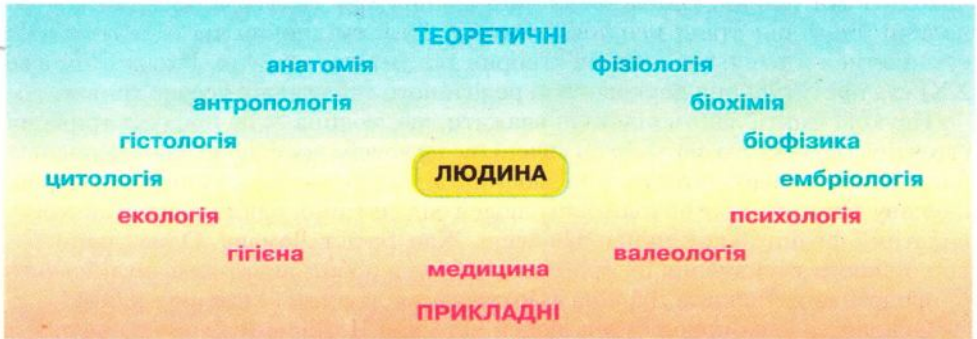 ТЕОРЕТИЧНІ
анатомія фізіологія
антропологія біохімія
гістологія біофізика
ЛЮДИНА
цитологія ембріологія
екологія психологія
гігієна валеологія
медицина
ПРИКЛАДНІ